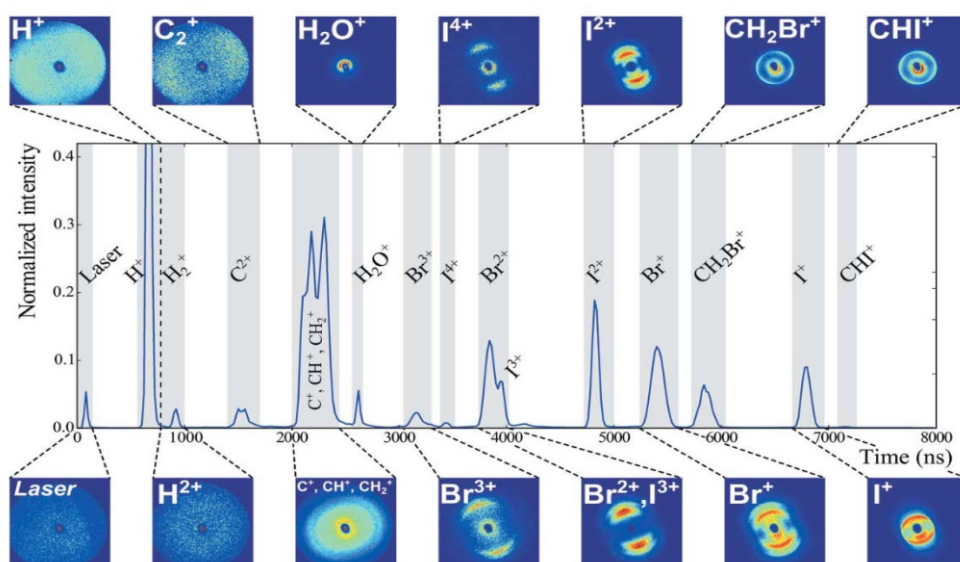 H⁺ C₂⁺ H₂O⁺ I⁴⁺ I²⁺ CH₂Br⁺ CHI⁺
Normalized intensity
0.4
0.3
0.2
0.1
0.0
Laser
H⁺
H₂⁺
C²⁺
C⁺, CH⁺, CH₂⁺
H₂O⁺
Br³⁺
I⁴⁺
Br²⁺
I³⁺
I²⁺
Br⁺
CH₂Br⁺
I⁺
CHI⁺
0 1000 2000 3000 4000 5000 6000 7000 8000
Time (ns)
Laser H²⁺ C⁺, CH⁺, CH₂⁺ Br³⁺ Br²⁺,I³⁺ Br⁺ I⁺